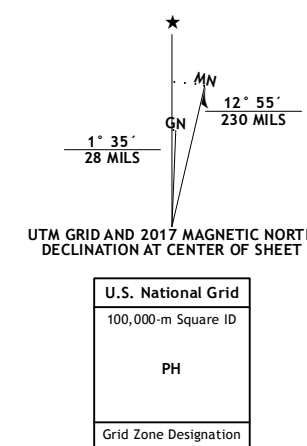 MN
GN
12° 55´
230 MILS
1° 35´
28 MILS
UTM GRID AND 2017 MAGNETIC NORTH
DECLINATION AT CENTER OF SHEET
U.S. National Grid
100,000-m Square ID
PH
Grid Zone Designation